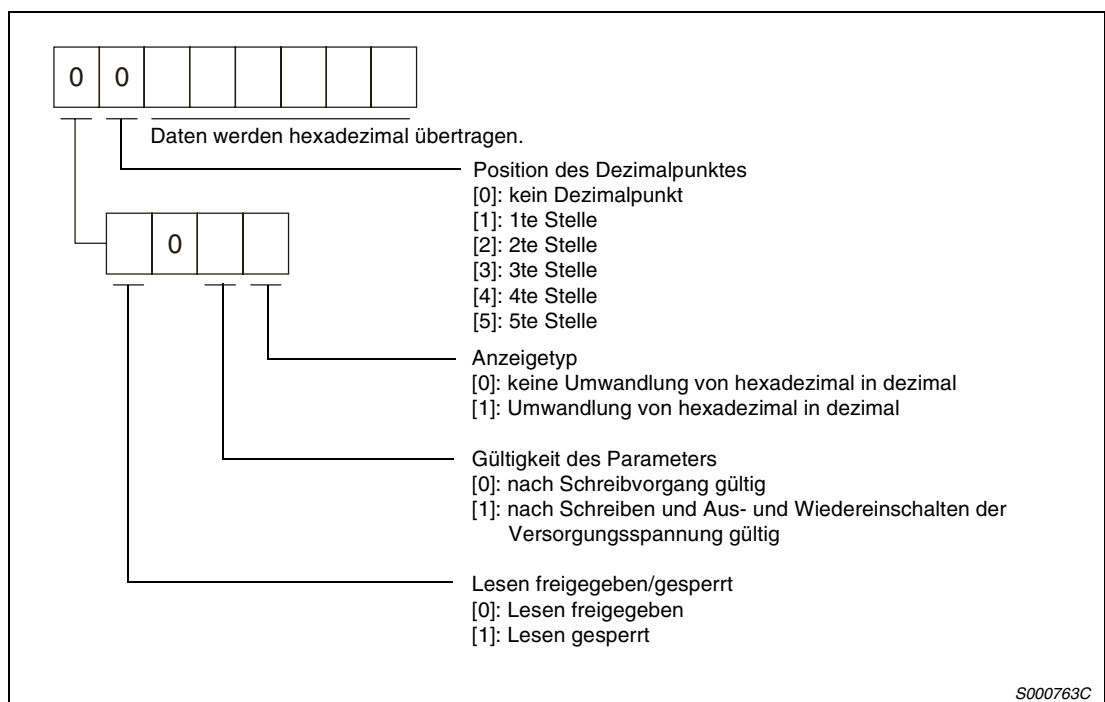 0 0
Daten werden hexadezimal übertragen.
Position des Dezimalpunktes
[0]: kein Dezimalpunkt
[1]: 1te Stelle
[2]: 2te Stelle
[3]: 3te Stelle
[4]: 4te Stelle
[5]: 5te Stelle
0
Anzeigetyp
[0]: keine Umwandlung von hexadezimal in dezimal
[1]: Umwandlung von hexadezimal in dezimal
Gültigkeit des Parameters
[0]: nach Schreibvorgang gültig
[1]: nach Schreiben und Aus- und Wiedereinschalten der
Versorgungsspannung gültig
Lesen freigegeben/gesperrt
[0]: Lesen freigegeben
[1]: Lesen gesperrt
S000763C